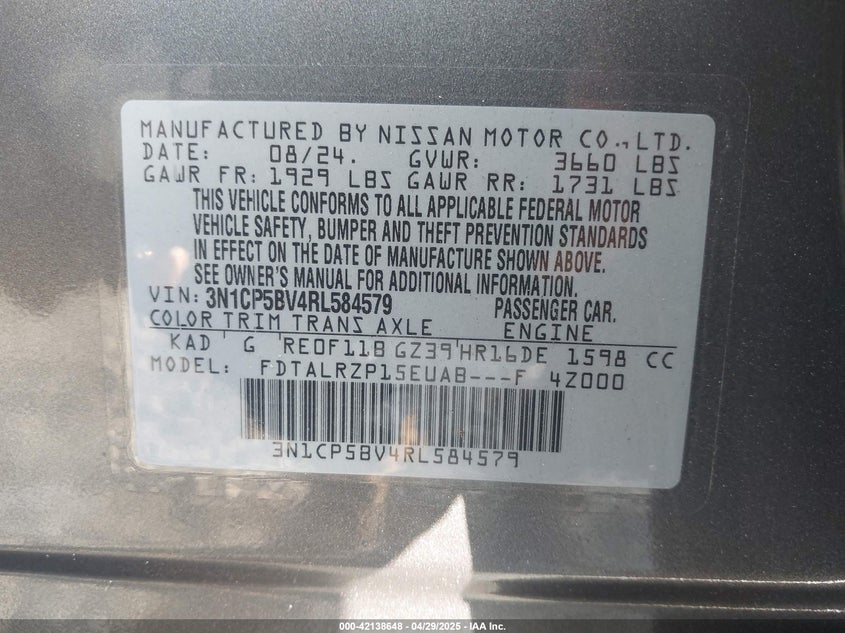 MANUFACTURED BY NISSAN MOTOR CO., LTD.
DATE: 08/24. GVWR: 3660 LBS
GAWR FR: 1929 LBS GAWR RR: 1731 LBS
THIS VEHICLE CONFORMS TO ALL APPLICABLE FEDERAL MOTOR
VEHICLE SAFETY, BUMPER AND THEFT PREVENTION STANDARDS
IN EFFECT ON THE DATE OF MANUFACTURE SHOWN ABOVE.
SEE OWNER'S MANUAL FOR ADDITIONAL INFORMATION.
VIN: 3N1CP5BV4RL584579 PASSENGER CAR.
COLOR TRIM TRANS AXLE ENGINE
KAD G RE0F11B GZ39 HR16DE 1598 CC
MODEL: FDTALRZP15EUAB---F 4Z000
3N1CP5BV4RL584579
000-42138648 - 04/29/2025 - IAA Inc.